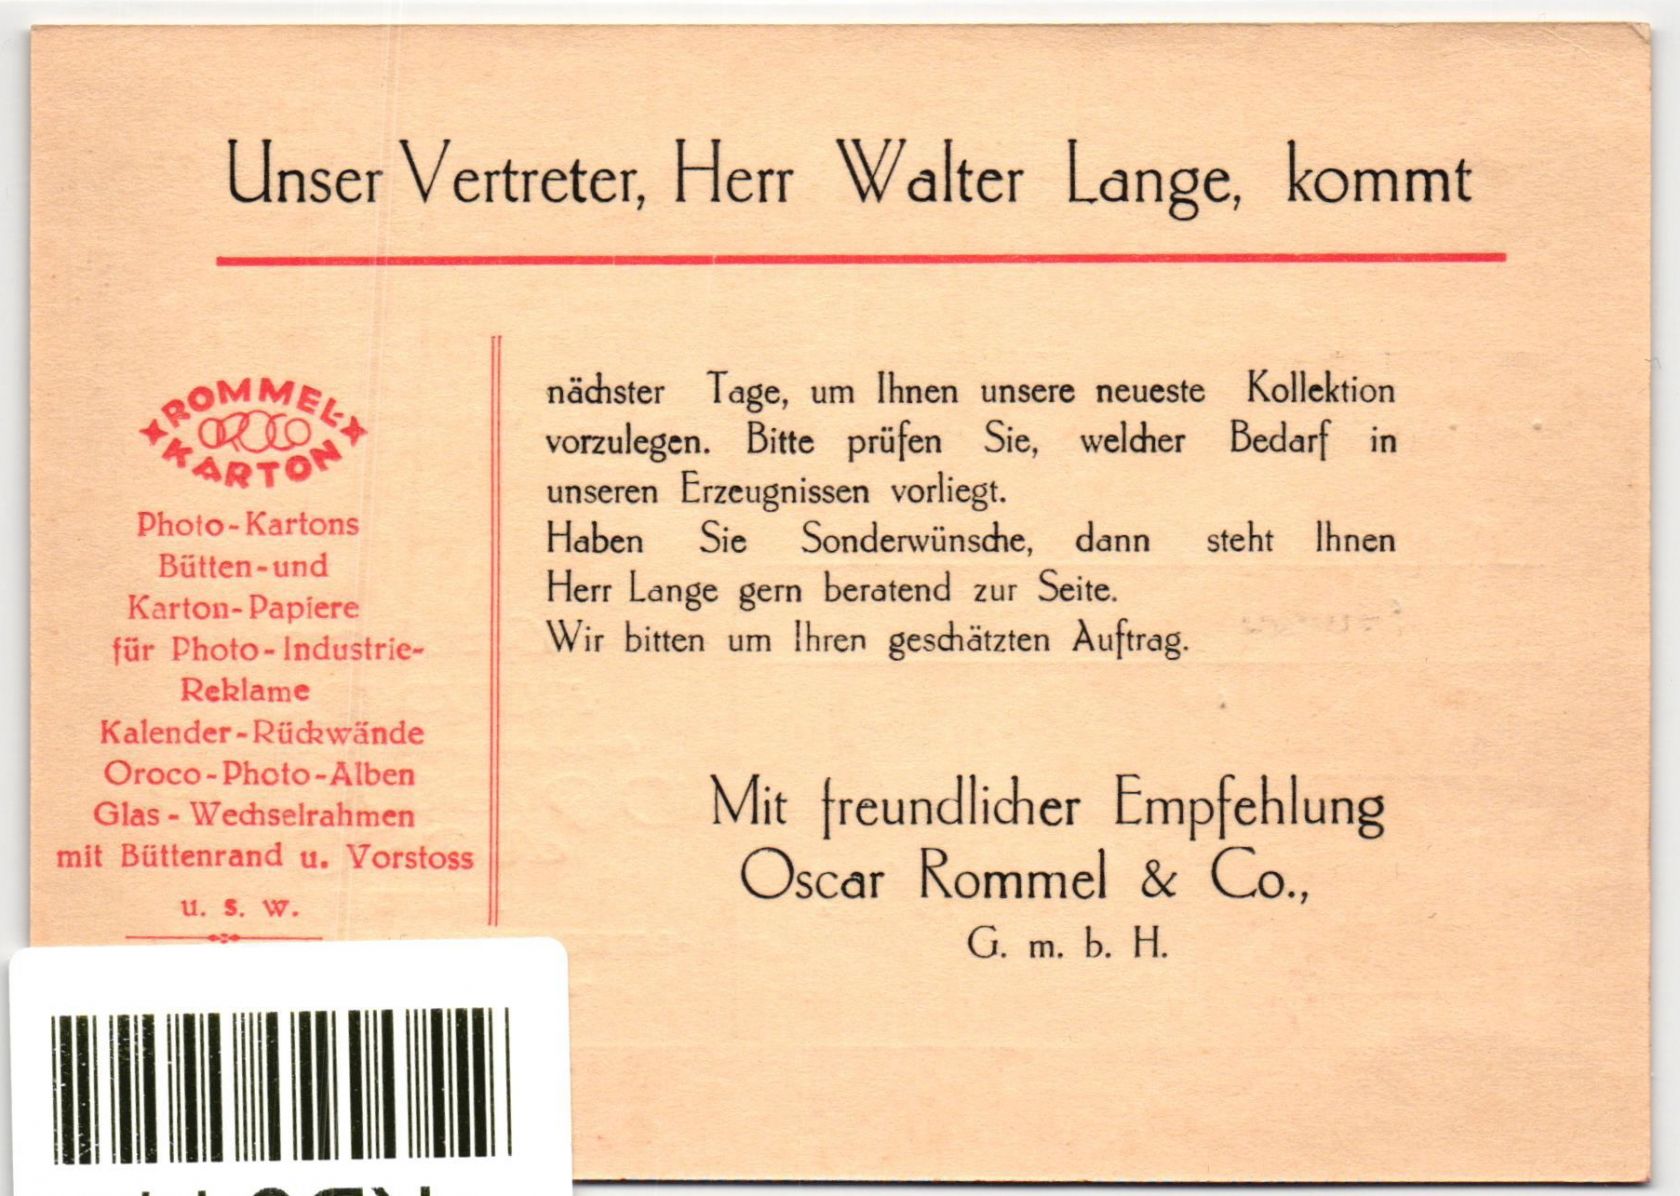 Unser Vertreter, Herr Walter Lange, kommt
ROMMEL
OROCO
KARTON
Photo-Kartons
Bütten-und
Karton-Papiere
für Photo-Industrie-
Reklame
Kalender-Rückwände
Oroco-Photo-Alben
Glas-Wechselrahmen
mit Büttenrand u. Vorstoss
u. s. w.
nächster Tage, um Ihnen unsere neueste Kollektion
vorzulegen. Bitte prüfen Sie, welcher Bedarf in
unseren Erzeugnissen vorliegt.
Haben Sie Sonderwünsche, dann steht Ihnen
Herr Lange gern beratend zur Seite.
Wir bitten um Ihren geschätzten Auftrag.
Mit freundlicher Empfehlung
Oscar Rommel & Co.,
G. m. b. H.